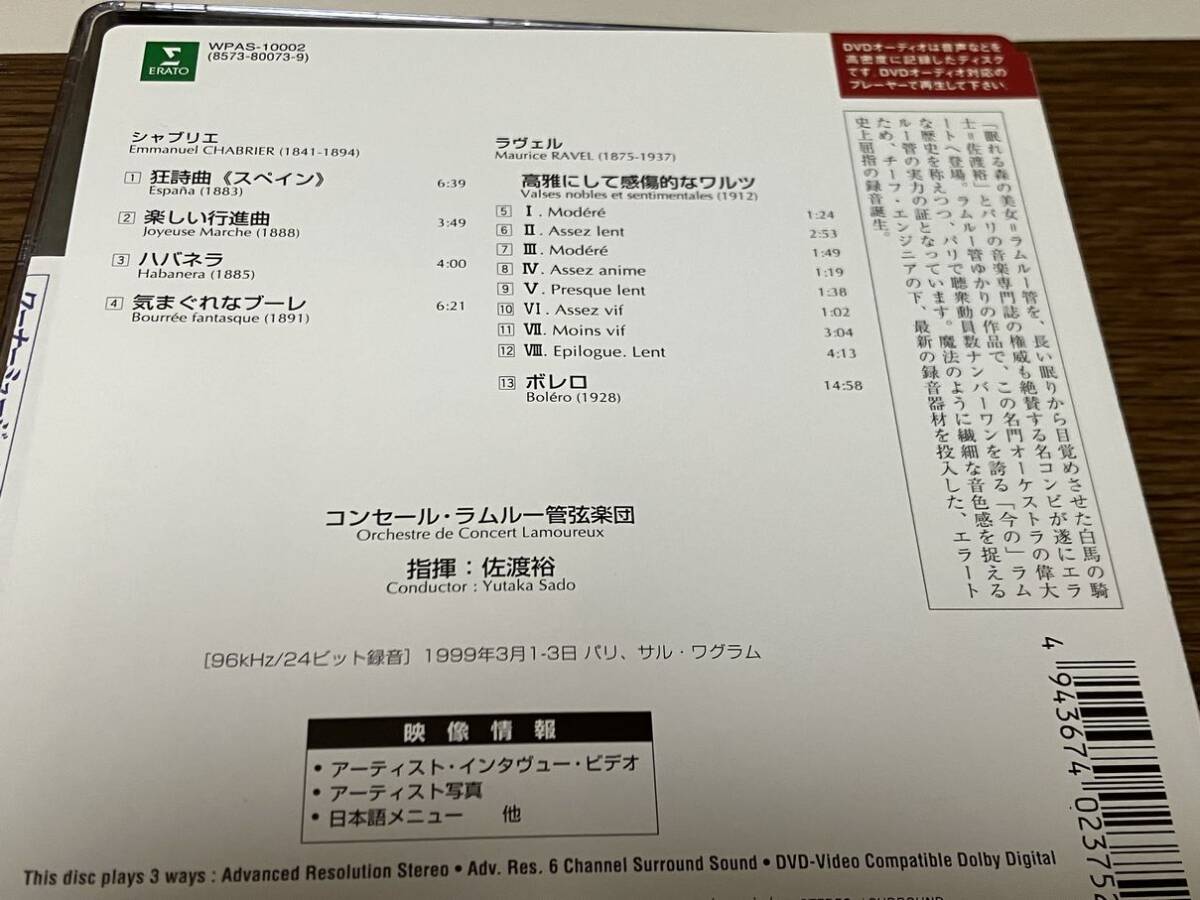 ERATO
WPAS-10002
(8573-80073-9)
DVDオーディオは音声などを
高密度に記録したディスク
です。DVDオーディオ対応の
プレーヤーで再生して下さい。
シャブリエ
Emmanuel CHABRIER (1841-1894)
1 狂詩曲《スペイン》 6:39
España (1883)
2 楽しい行進曲 3:49
Joyeuse Marche (1888)
3 ハバネラ 4:00
Habanera (1885)
4 気まぐれなブーレ 6:21
Bourrée fantasque (1891)
ラヴェル
Maurice RAVEL (1875-1937)
高雅にして感傷的なワルツ
Valses nobles et sentimentales (1912)
5 Ⅰ. Modéré 1:24
6 Ⅱ. Assez lent 2:53
7 Ⅲ. Modéré 1:49
8 Ⅳ. Assez anime 1:19
9 Ⅴ. Presque lent 1:38
10 Ⅵ. Assez vif 1:02
11 Ⅶ. Moins vif 3:04
12 Ⅷ. Epilogue. Lent 4:13
13 ボレロ 14:58
Boléro (1928)
「眠れる森の美女=ラムルー管を、長い眠りから目覚めさせた白馬の騎
士=佐渡裕」とパリの音楽専門誌の権威も絶賛する名コンビが遂にエラ
ートへ登場。ラムルー管ゆかりの作品で、この名門オーケストラの偉大
な歴史を称えつつ、パリで聴衆動員数ナンバーワンを誇る「今の」ラム
ルー管の実力の証となっています。魔法のように繊細な音色感を捉える
ため、チーフ・エンジニアの下、最新の録音器材を投入した、エラート
史上屈指の録音誕生。
コンセール・ラムルー管弦楽団
Orchestre de Concert Lamoureux
指揮:佐渡裕
Conductor : Yutaka Sado
[96kHz/24ビット録音] 1999年3月1-3日 パリ、サル・ワグラム
映像情報
• アーティスト・インタヴュー・ビデオ
• アーティスト写真
• 日本語メニュー 他
This disc plays 3 ways : Advanced Resolution Stereo • Adv. Res. 6 Channel Surround Sound • DVD-Video Compatible Dolby Digital
4 943674 02375
ワーナーミュージ